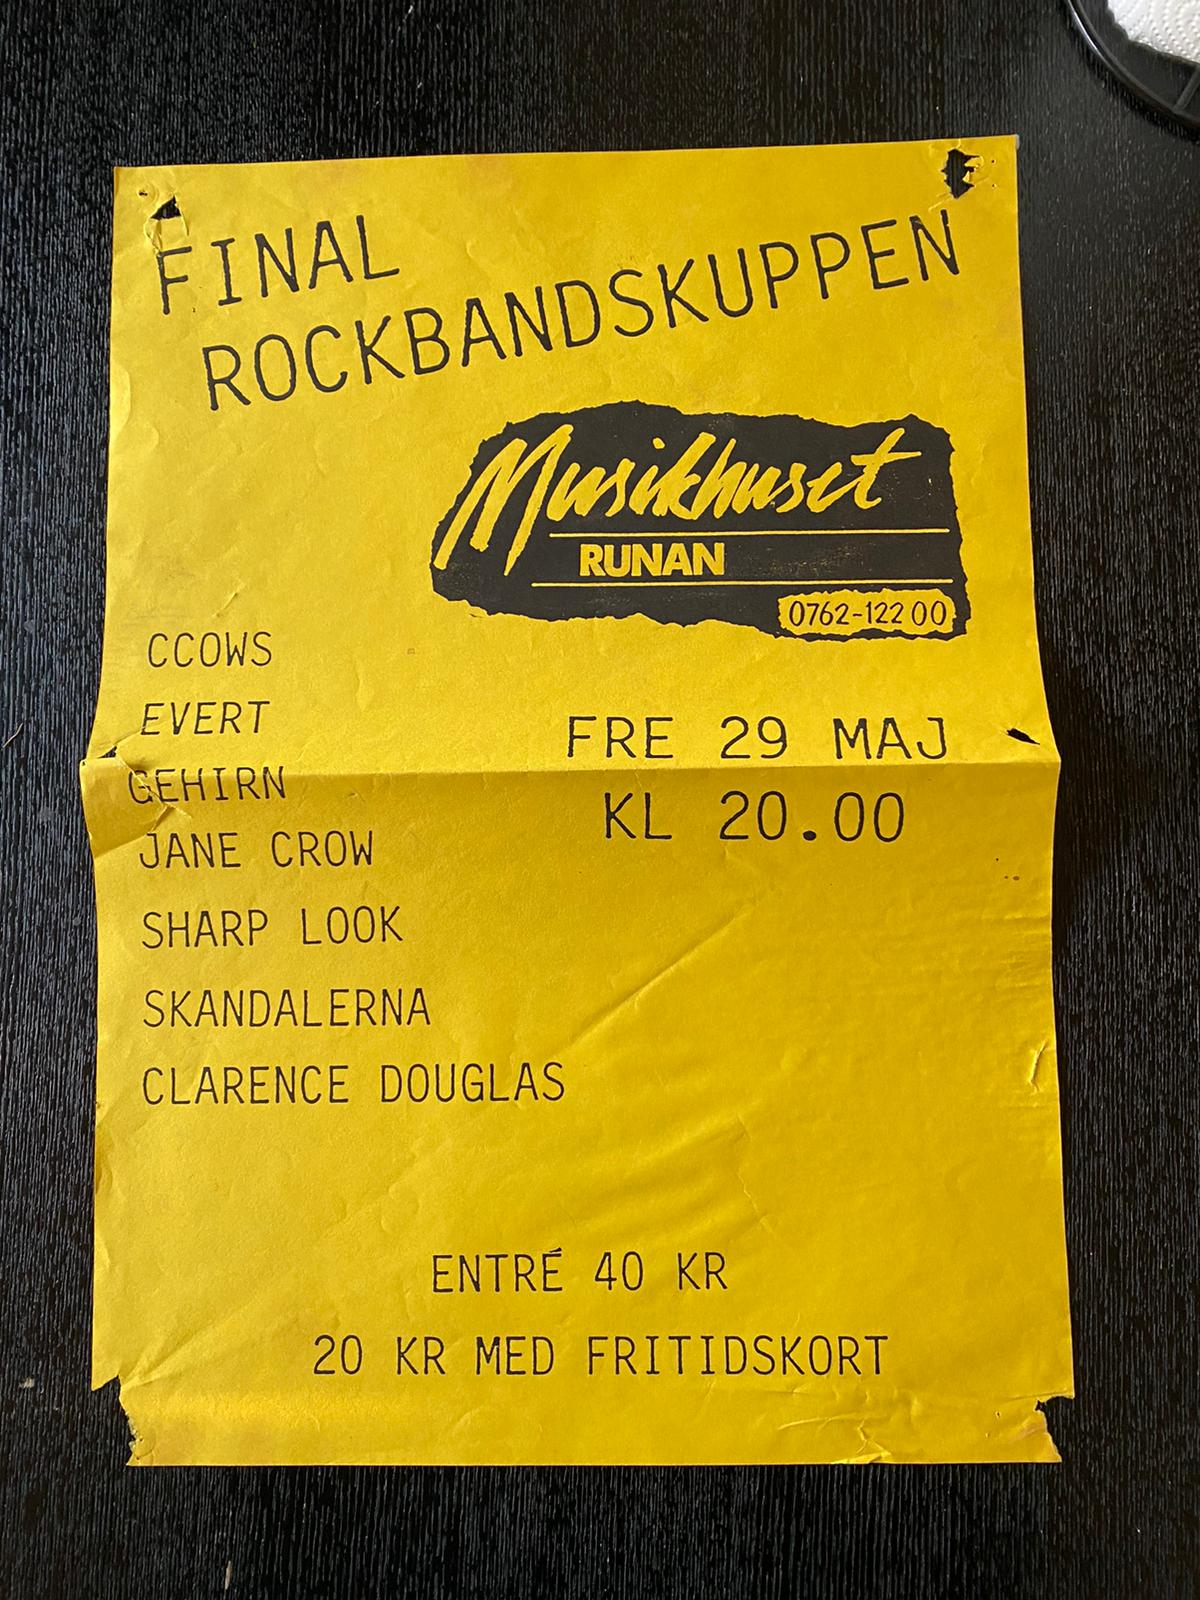 FINAL
ROCKBANDSKUPPEN
Musikhuset
RUNAN
0762-122 00
CCOWS
EVERT
GEHIRN
JANE CROW
SHARP LOOK
SKANDALERNA
CLARENCE DOUGLAS
FRE 29 MAJ
KL 20.00
ENTRÉ 40 KR
20 KR MED FRITIDSKORT